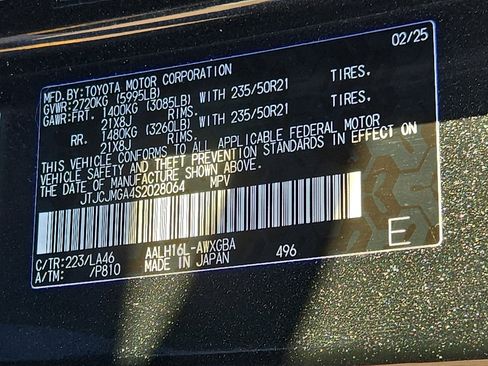 MFD.BY:TOYOTA MOTOR CORPORATION 02/25
GVWR:2720KG (5995LB)
GAWR:FRT. 1400KG (3085LB) WITH 235/50R21 TIRES.
21X8J RIMS.
RR. 1480KG (3260LB) WITH 235/50R21 TIRES.
21X8J RIMS.
THIS VEHICLE CONFORMS TO ALL APPLICABLE FEDERAL MOTOR
VEHICLE SAFETY AND THEFT PREVENTION STANDARDS IN EFFECT ON
THE DATE OF MANUFACTURE SHOWN ABOVE.
JTJCJMGA4S2028064 MPV
C/TR:223/LA46 AALH16L-AWXGBA 496
A/TM: /P810 MADE IN JAPAN
E